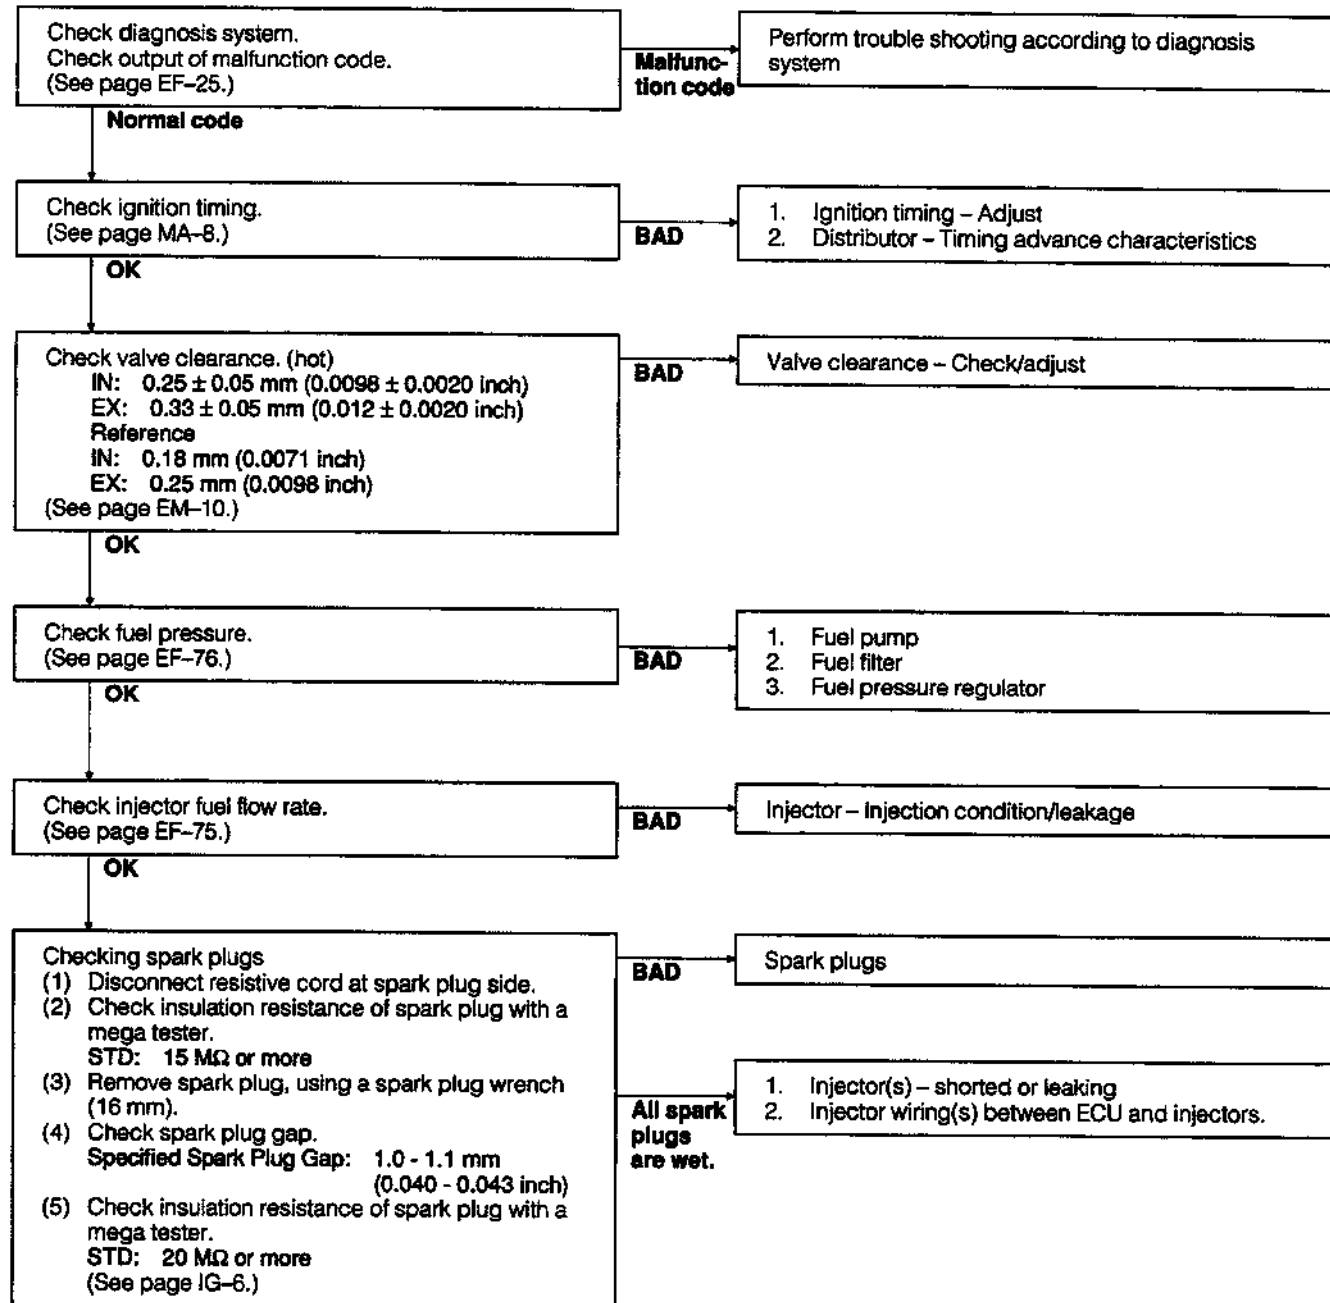 Check diagnosis system.
Check output of malfunction code.
(See page EF–25.)
Malfunc-
tion code
Perform trouble shooting according to diagnosis
system
Normal code
Check ignition timing.
(See page MA–8.)
BAD
1. Ignition timing – Adjust
2. Distributor – Timing advance characteristics
OK
Check valve clearance. (hot)
IN: 0.25 ± 0.05 mm (0.0098 ± 0.0020 inch)
EX: 0.33 ± 0.05 mm (0.012 ± 0.0020 inch)
Reference
IN: 0.18 mm (0.0071 inch)
EX: 0.25 mm (0.0098 inch)
(See page EM–10.)
BAD
Valve clearance – Check/adjust
OK
Check fuel pressure.
(See page EF–76.)
BAD
1. Fuel pump
2. Fuel filter
3. Fuel pressure regulator
OK
Check injector fuel flow rate.
(See page EF–75.)
BAD
Injector – Injection condition/leakage
OK
Checking spark plugs
(1) Disconnect resistive cord at spark plug side.
(2) Check insulation resistance of spark plug with a
mega tester.
STD: 15 MΩ or more
(3) Remove spark plug, using a spark plug wrench
(16 mm).
(4) Check spark plug gap.
Specified Spark Plug Gap: 1.0 - 1.1 mm
(0.040 - 0.043 inch)
(5) Check insulation resistance of spark plug with a
mega tester.
STD: 20 MΩ or more
(See page IG–6.)
BAD
Spark plugs
All spark
plugs
are wet.
1. Injector(s) – shorted or leaking
2. Injector wiring(s) between ECU and injectors.